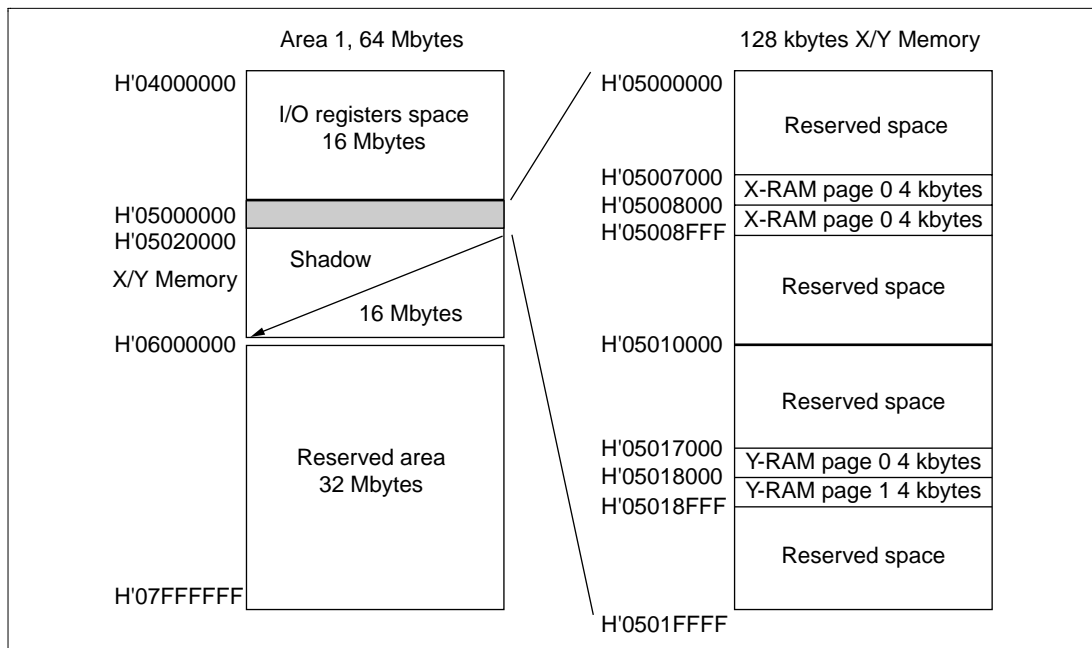 Area 1, 64 Mbytes
H'04000000
I/O registers space
16 Mbytes
H'05000000
H'05020000
X/Y Memory
Shadow
16 Mbytes
H'06000000
Reserved area
32 Mbytes
H'07FFFFFF
128 kbytes X/Y Memory
H'05000000
Reserved space
H'05007000
X-RAM page 0 4 kbytes
H'05008000
X-RAM page 0 4 kbytes
H'05008FFF
Reserved space
H'05010000
Reserved space
H'05017000
Y-RAM page 0 4 kbytes
H'05018000
Y-RAM page 1 4 kbytes
H'05018FFF
Reserved space
H'0501FFFF